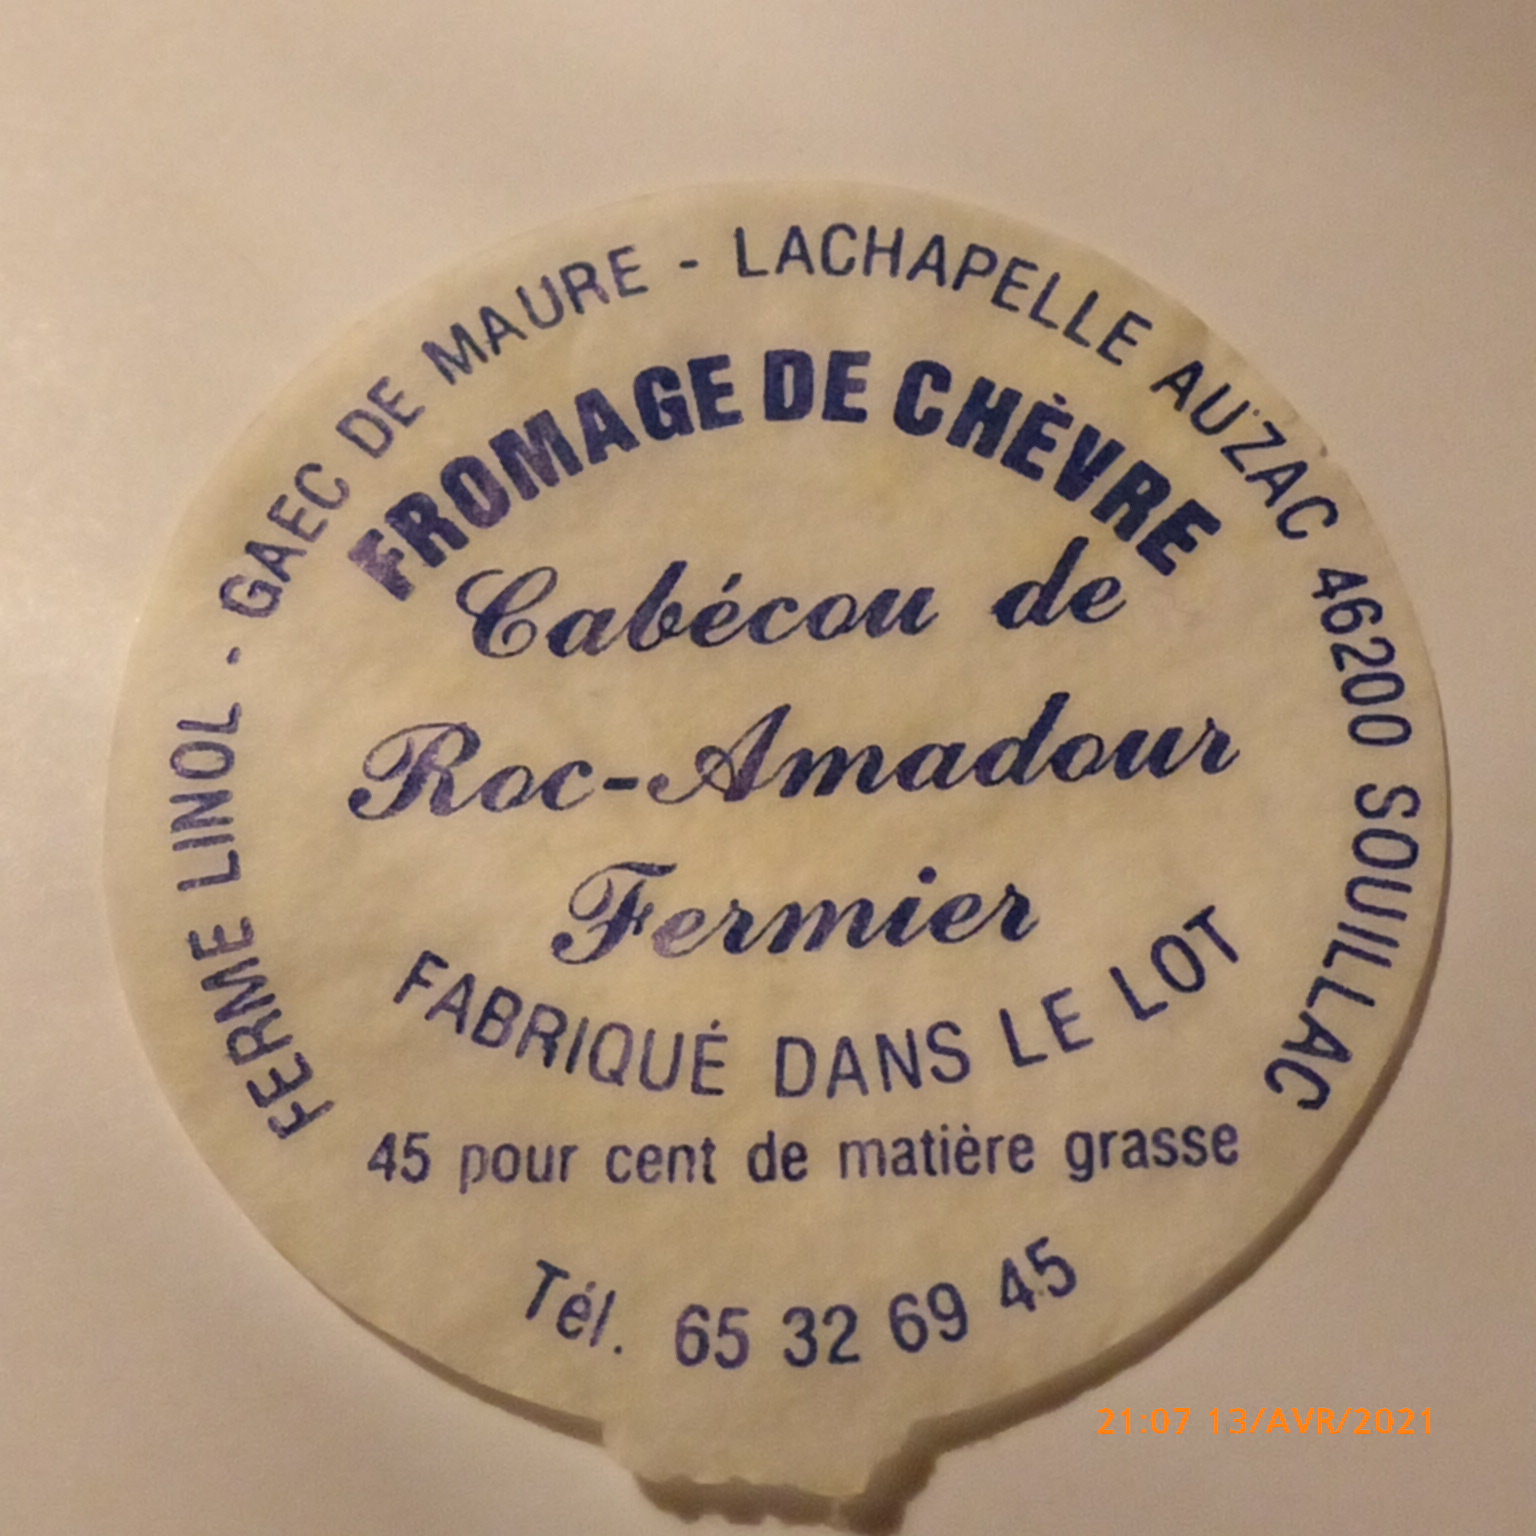 FERME LINOL - GAEC DE MAURE - LACHAPELLE AUZAC 46200 SOUILLAC
FROMAGE DE CHÈVRE
Cabécou de
Roc-Amadour
Fermier
FABRIQUÉ DANS LE LOT
45 pour cent de matière grasse
Tél. 65 32 69 45
21:07 13/AVR/2021